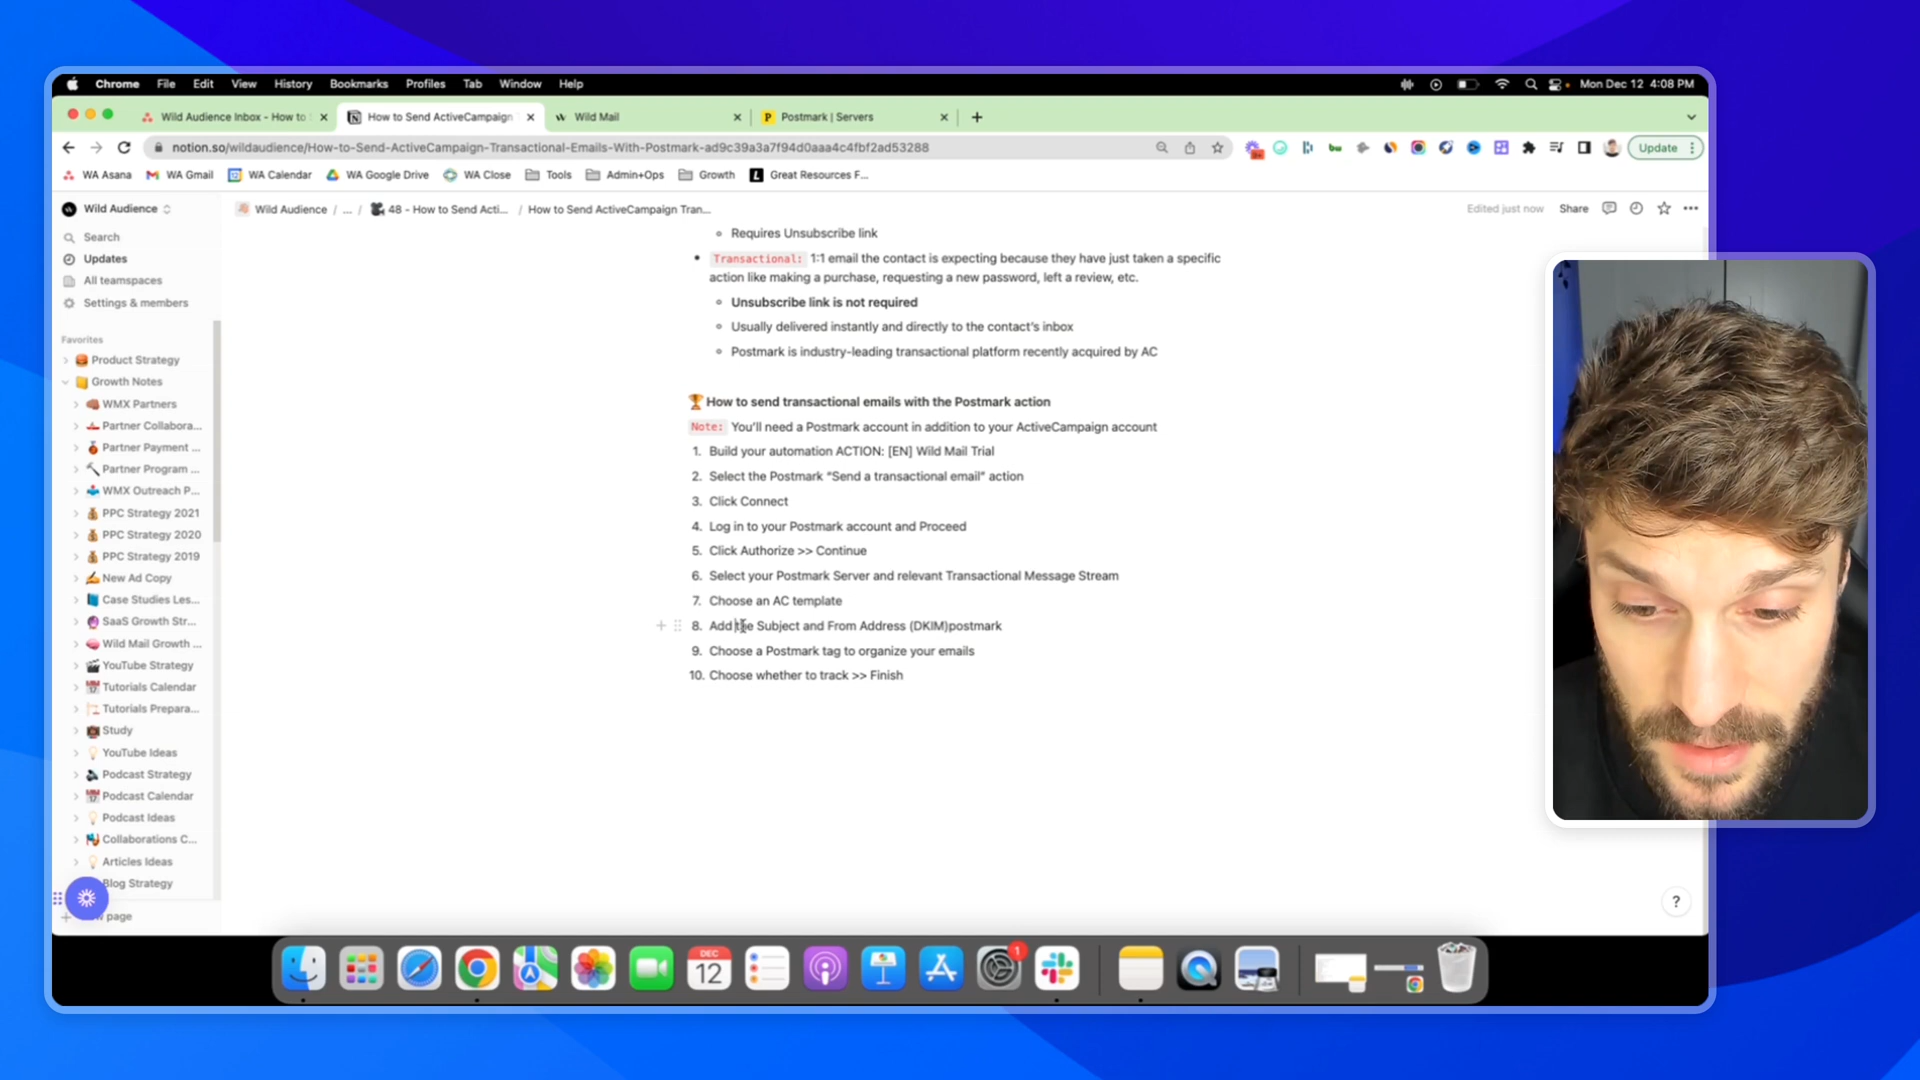 Chrome File Edit View History Bookmarks Profiles Tab Window Help
Mon Dec 12 4:08 PM
Wild Audience Inbox - How to S
How to Send ActiveCampaign
Wild Mail
Postmark | Servers
notion.so/wildaudience/How-to-Send-ActiveCampaign-Transactional-Emails-With-Postmark-ad9c39a3a7f94d0aaa4c4fbf2ad53288
Update
WA Asana WA Gmail WA Calendar WA Google Drive WA Close Tools Admin+Ops Growth Great Resources F...
Wild Audience
Wild Audience / ... / 48 - How to Send Acti... / How to Send ActiveCampaign Tran...
Edited just now Share
Search
Updates
All teamspaces
Settings & members
Favorites
Product Strategy
Growth Notes
WMX Partners
Partner Collabora...
Partner Payment ...
Partner Program ...
WMX Outreach P...
PPC Strategy 2021
PPC Strategy 2020
PPC Strategy 2019
New Ad Copy
Case Studies Les...
SaaS Growth Str...
Wild Mail Growth ...
YouTube Strategy
Tutorials Calendar
Tutorials Prepara...
Study
YouTube Ideas
Podcast Strategy
Podcast Calendar
Podcast Ideas
Collaborations C...
Articles Ideas
Blog Strategy
page
Requires Unsubscribe link
Transactional: 1:1 email the contact is expecting because they have just taken a specific
action like making a purchase, requesting a new password, left a review, etc.
Unsubscribe link is not required
Usually delivered instantly and directly to the contact's inbox
Postmark is industry-leading transactional platform recently acquired by AC
How to send transactional emails with the Postmark action
Note: You'll need a Postmark account in addition to your ActiveCampaign account
1. Build your automation ACTION: [EN] Wild Mail Trial
2. Select the Postmark "Send a transactional email" action
3. Click Connect
4. Log in to your Postmark account and Proceed
5. Click Authorize >> Continue
6. Select your Postmark Server and relevant Transactional Message Stream
7. Choose an AC template
8. Add the Subject and From Address (DKIM)postmark
9. Choose a Postmark tag to organize your emails
10. Choose whether to track >> Finish
?
DEC
12
1